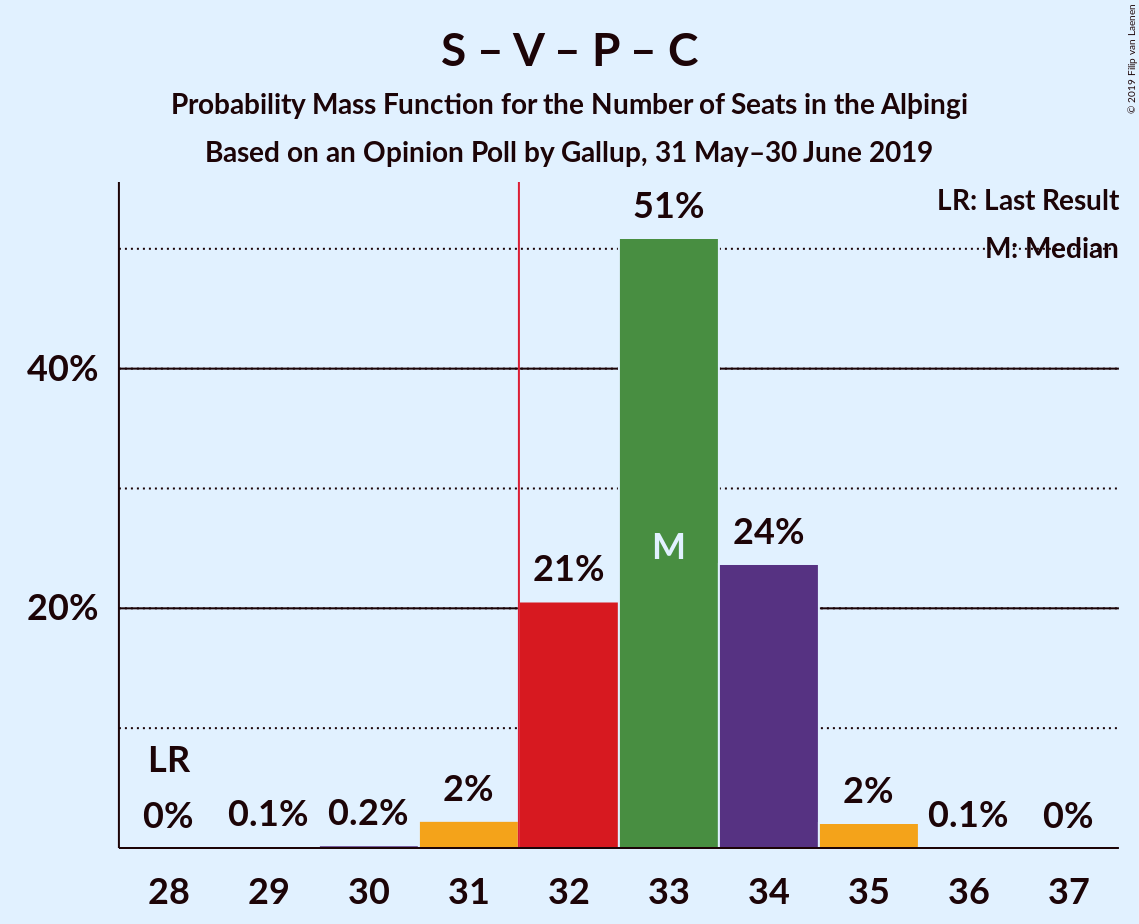 S – V – P – C
Probability Mass Function for the Number of Seats in the Alþingi
Based on an Opinion Poll by Gallup, 31 May–30 June 2019
© 2019 Filip van Laenen
LR: Last Result
M: Median
51%
40%
M
24%
21%
20%
LR
0%
0.1%
0.2%
2%
2%
0.1%
0%
28 29 30 31 32 33 34 35 36 37